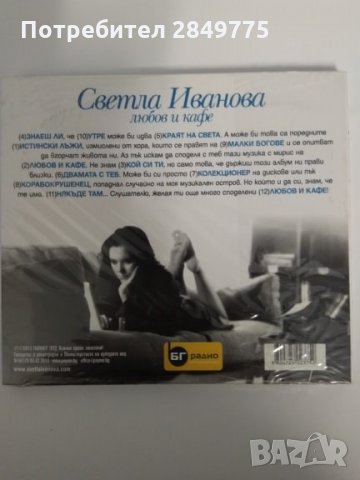 Потребител 2849775
Светла Иванова
любов и кафе
(4)ЗНАЕШ ЛИ, че (10)УТРЕ може би идва (5)КРАЯТ НА СВЕТА. А може би това са поредните
(1)ИСТИНСКИ ЛЪЖИ, измислени от хора, които се правят на (9)МАЛКИ БОГОВЕ и се опитват
да вгорчат живота ни. Аз пък искам да споделя с теб тази музика с мирис на
(2)ЛЮБОВ И КАФЕ. Не знам (3)КОЙ СИ ТИ, но само това, че държиш този албум ни прави
близки. (6)ДВАМАТА С ТЕБ. Може би си просто (7)КОЛЕКЦИОНЕР на дискове или пък
(8)КОРАБОКРУШЕНЕЦ, попаднал случайно на моя музикален остров. Но който и да си, знам, че
те има. (11)НЯКЪДЕ ТАМ... Слушателю, желая ти още много споделени (12)ЛЮБОВ И КАФЕ!
БГ РАДИО
www.svetlaivanova.com
BAZAR